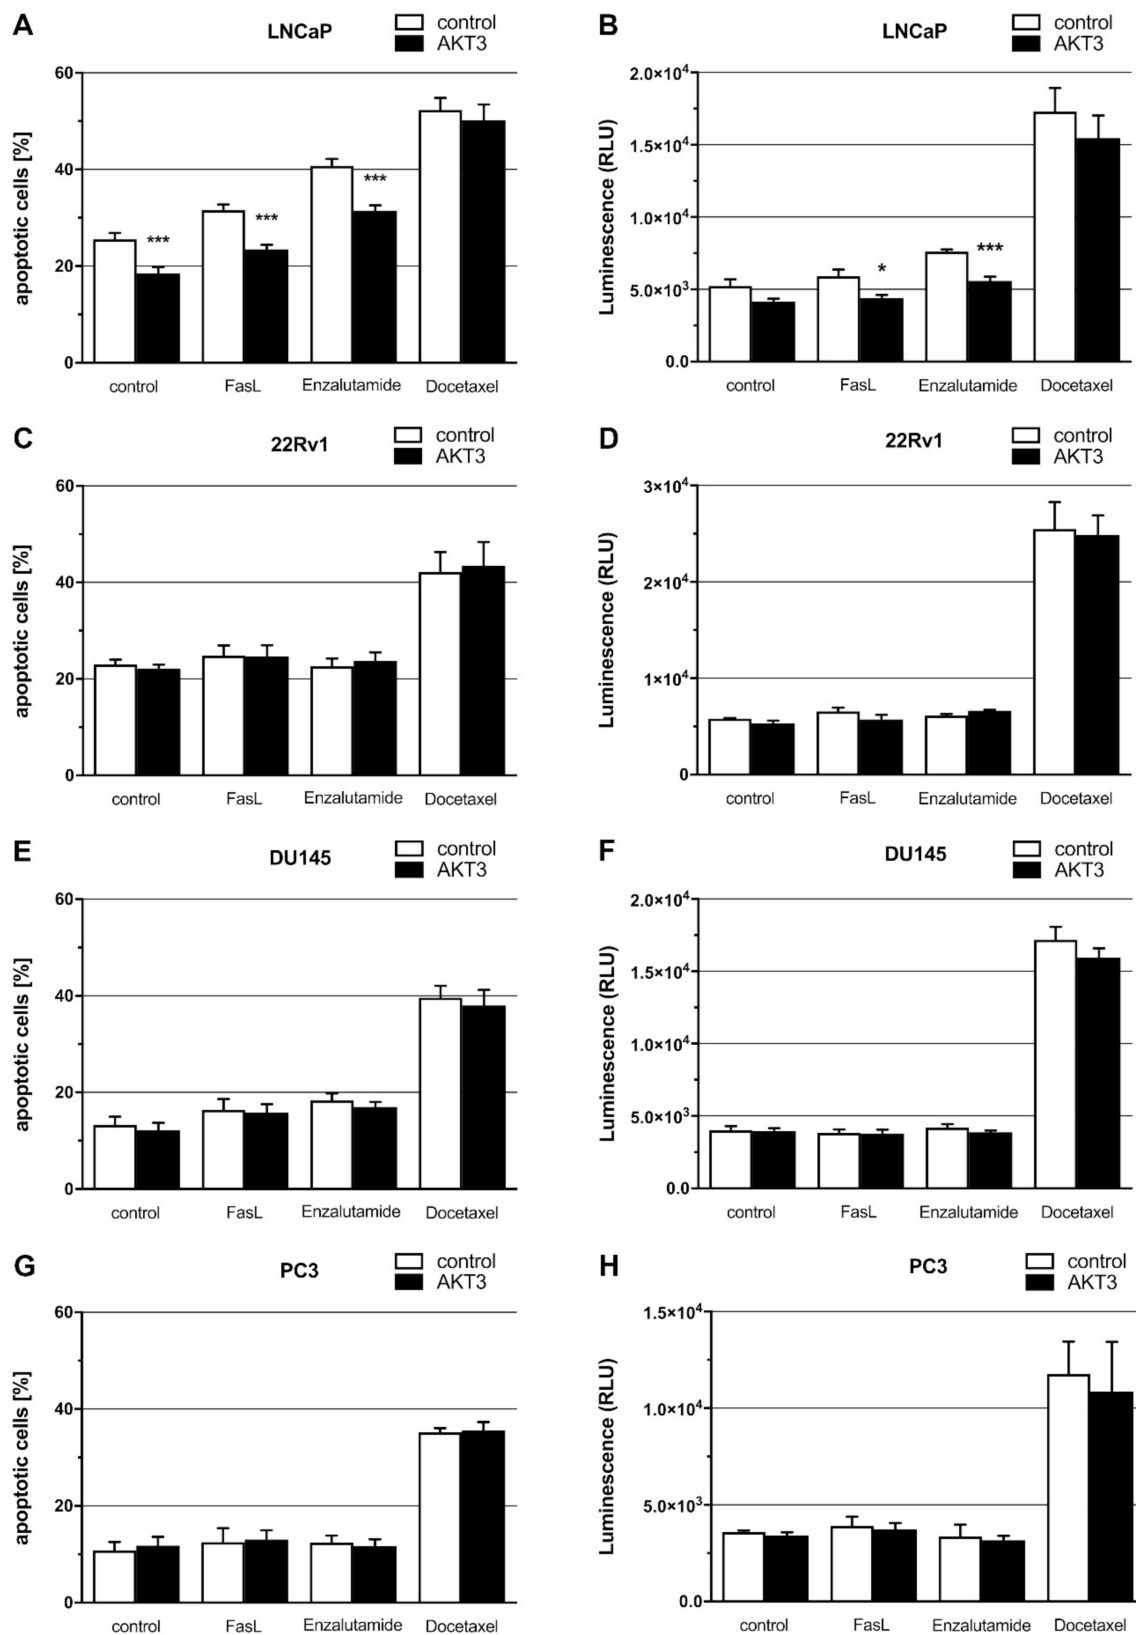 A
LNCaP
control
AKT3
apoptotic cells [%]
60
40
20
0
***
***
***
control FasL Enzalutamide Docetaxel
B
LNCaP
control
AKT3
Luminescence (RLU)
2.0×10⁴
1.5×10⁴
1.0×10⁴
5.0×10³
0.0
*
***
control FasL Enzalutamide Docetaxel
C
22Rv1
control
AKT3
apoptotic cells [%]
60
40
20
0
control FasL Enzalutamide Docetaxel
D
22Rv1
control
AKT3
Luminescence (RLU)
3×10⁴
2×10⁴
1×10⁴
0
control FasL Enzalutamide Docetaxel
E
DU145
control
AKT3
apoptotic cells [%]
60
40
20
0
control FasL Enzalutamide Docetaxel
F
DU145
control
AKT3
Luminescence (RLU)
2.0×10⁴
1.5×10⁴
1.0×10⁴
5.0×10³
0.0
control FasL Enzalutamide Docetaxel
G
PC3
control
AKT3
apoptotic cells [%]
60
40
20
0
control FasL Enzalutamide Docetaxel
H
PC3
control
AKT3
Luminescence (RLU)
1.5×10⁴
1.0×10⁴
5.0×10³
0.0
control FasL Enzalutamide Docetaxel